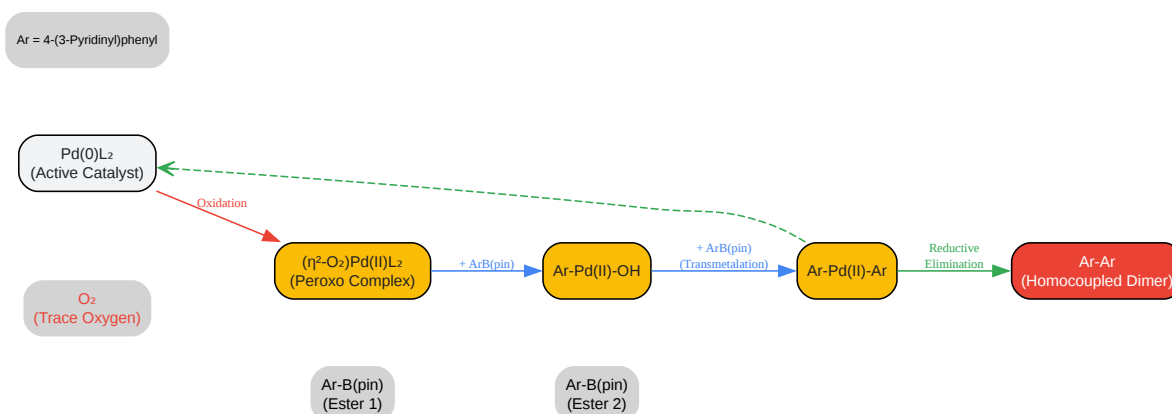 Ar = 4-(3-Pyridinyl)phenyl
Pd(0)L₂
(Active Catalyst)
Oxidation
O₂
(Trace Oxygen)
(η²-O₂)Pd(II)L₂
(Peroxo Complex)
+ ArB(pin)
Ar-Pd(II)-OH
+ ArB(pin)
(Transmetalation)
Ar-Pd(II)-Ar
Reductive
Elimination
Ar-Ar
(Homocoupled Dimer)
Ar-B(pin)
(Ester 1)
Ar-B(pin)
(Ester 2)